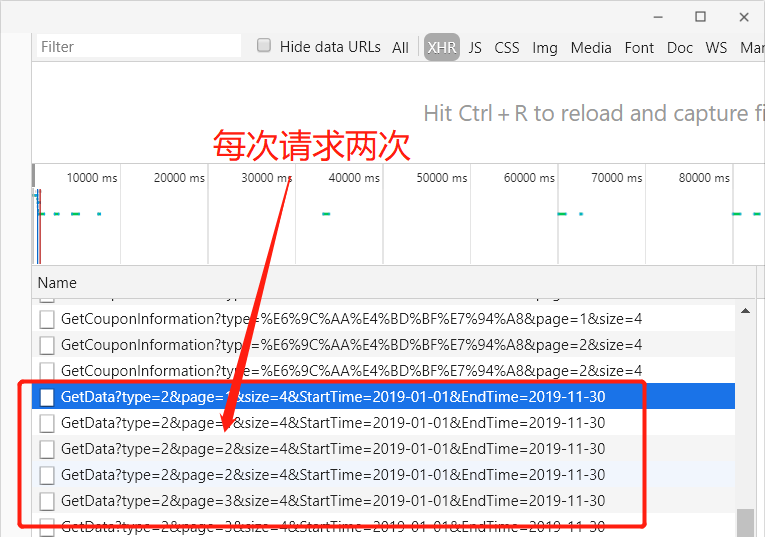 Filter
Hide data URLs All XHR JS CSS Img Media Font Doc WS Mar
Hit Ctrl + R to reload and capture fi
每次请求两次
10000 ms 20000 ms 30000 ms 40000 ms 50000 ms 60000 ms 70000 ms 80000 ms
Name
GetCouponInformation?type=%E6%9C%AA%E4%BD%BF%E7%94%A8&page=1&size=4
GetCouponInformation?type=%E6%9C%AA%E4%BD%BF%E7%94%A8&page=2&size=4
GetCouponInformation?type=%E6%9C%AA%E4%BD%BF%E7%94%A8&page=2&size=4
GetData?type=2&page=1&size=4&StartTime=2019-01-01&EndTime=2019-11-30
GetData?type=2&page=1&size=4&StartTime=2019-01-01&EndTime=2019-11-30
GetData?type=2&page=2&size=4&StartTime=2019-01-01&EndTime=2019-11-30
GetData?type=2&page=2&size=4&StartTime=2019-01-01&EndTime=2019-11-30
GetData?type=2&page=3&size=4&StartTime=2019-01-01&EndTime=2019-11-30
GetData?type=2&page=3&size=4&StartTime=2019-01-01&EndTime=2019-11-30